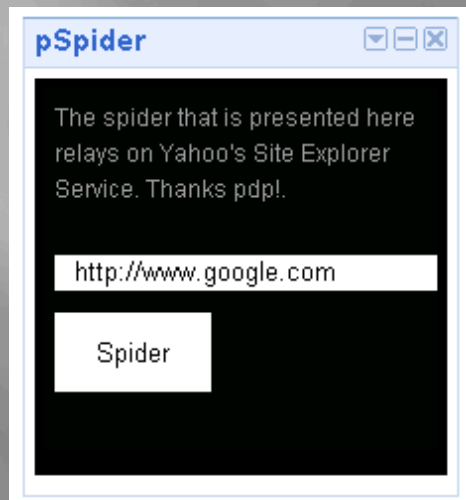 pSpider
The spider that is presented here
relays on Yahoo's Site Explorer
Service. Thanks pdp!.
http://www.google.com
Spider